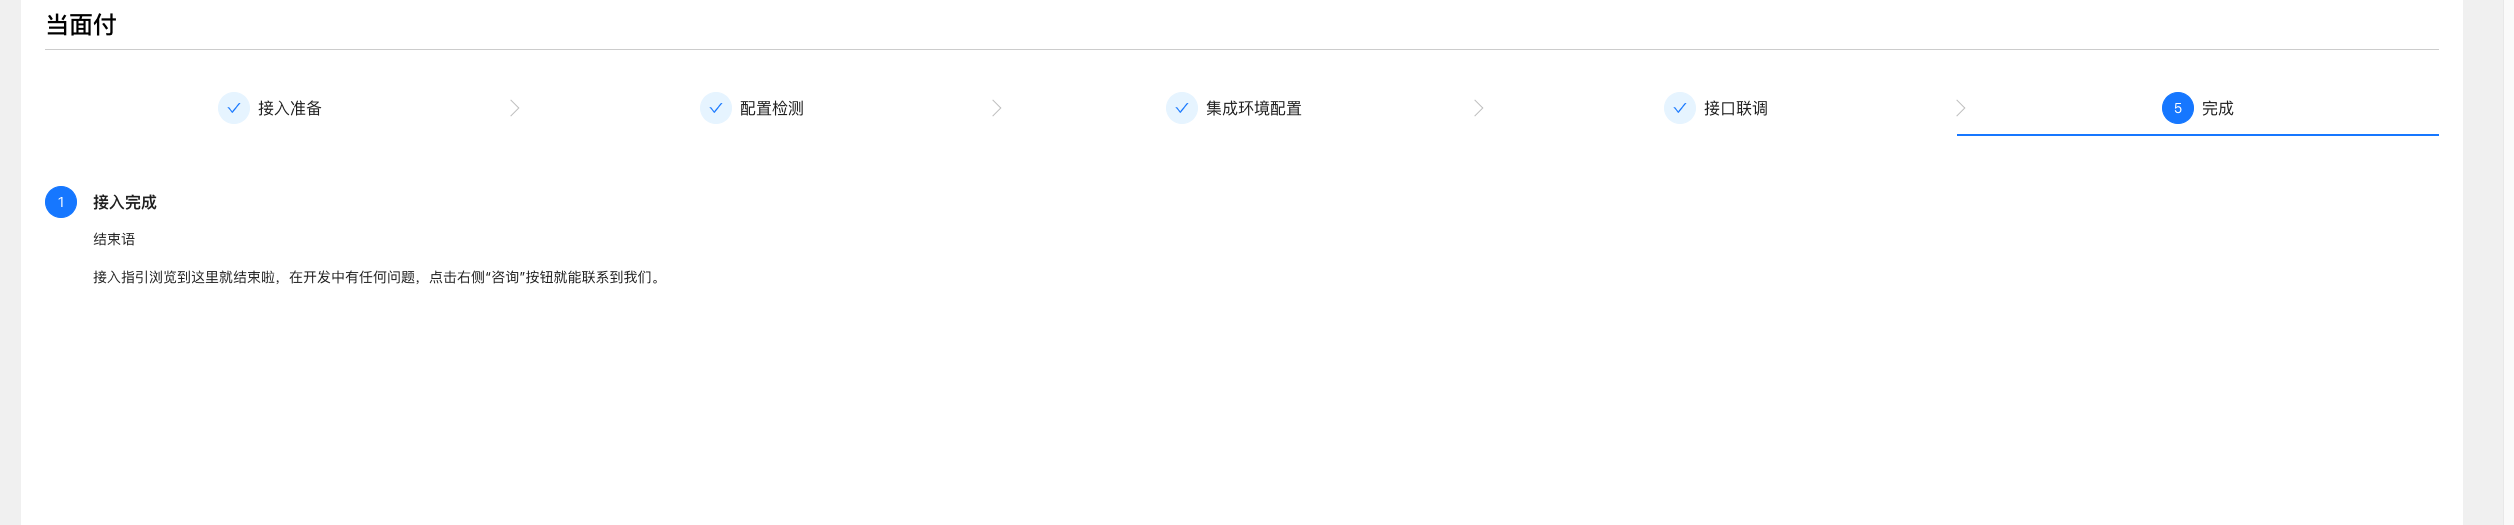 当面付
接入准备 配置检测 集成环境配置 接口联调 5 完成
1 接入完成
结束语
接入指引浏览到这里就结束啦，在开发中有任何问题，点击右侧“咨询”按钮就能联系到我们。